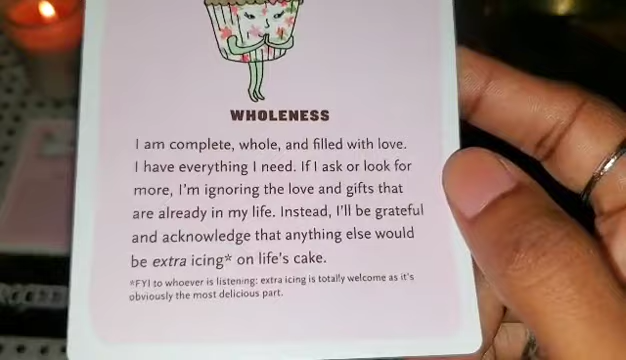 WHOLENESS
I am complete, whole, and filled with love.
I have everything I need. If I ask or look for
more, I'm ignoring the love and gifts that
are already in my life. Instead, I'll be grateful
and acknowledge that anything else would
be extra icing* on life's cake.
*FYI to whoever is listening: extra icing is totally welcome as it's
obviously the most delicious part.